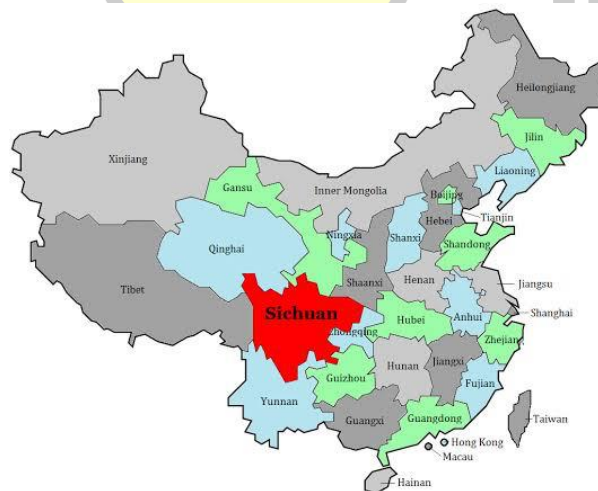 Heilongjiang
Jilin
Xinjiang
Liaoning
Gansu
Inner Mongolia
Beijing
Tianjin
Hebei
Ningxia
Shanxi
Qinghai
Shandong
Shaanxi
Henan
Jiangsu
Tibet
Sichuan
Shanghai
Anhui
Hubei
Chongqing
Zhejian
Hunan
Jiangxi
Guizhou
Fujian
Yunnan
Guangxi
Guangdong
Taiwan
Hong Kong
Macau
Hainan